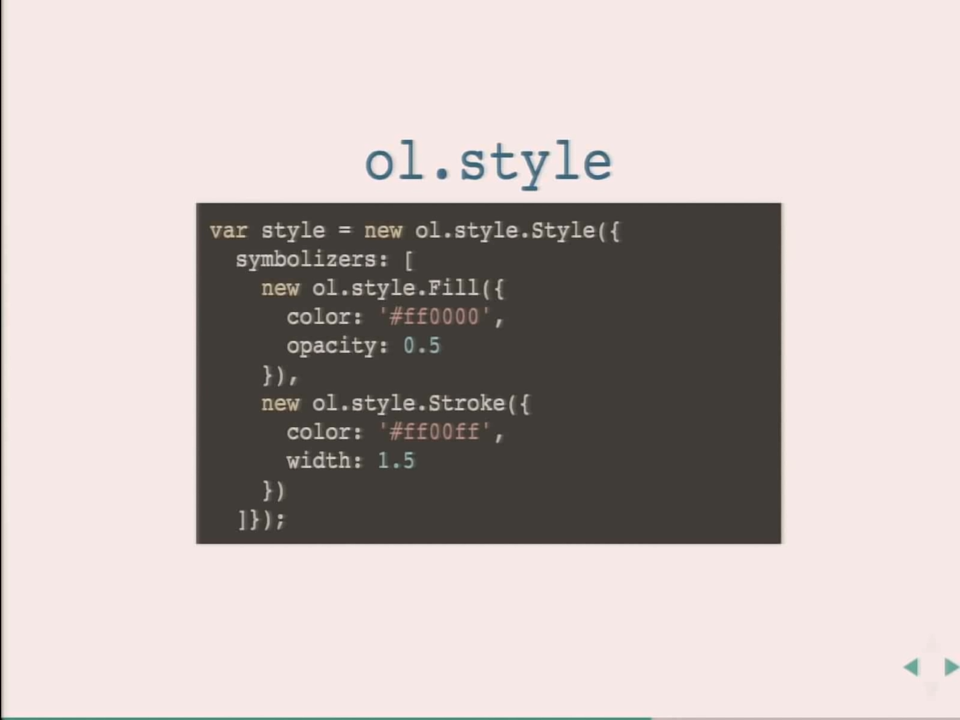 ol.style
var style = new ol.style.Style({
  symbolizers: [
    new ol.style.Fill({
      color: '#ff0000',
      opacity: 0.5
    }),
    new ol.style.Stroke({
      color: '#ff00ff',
      width: 1.5
    })
  ]});